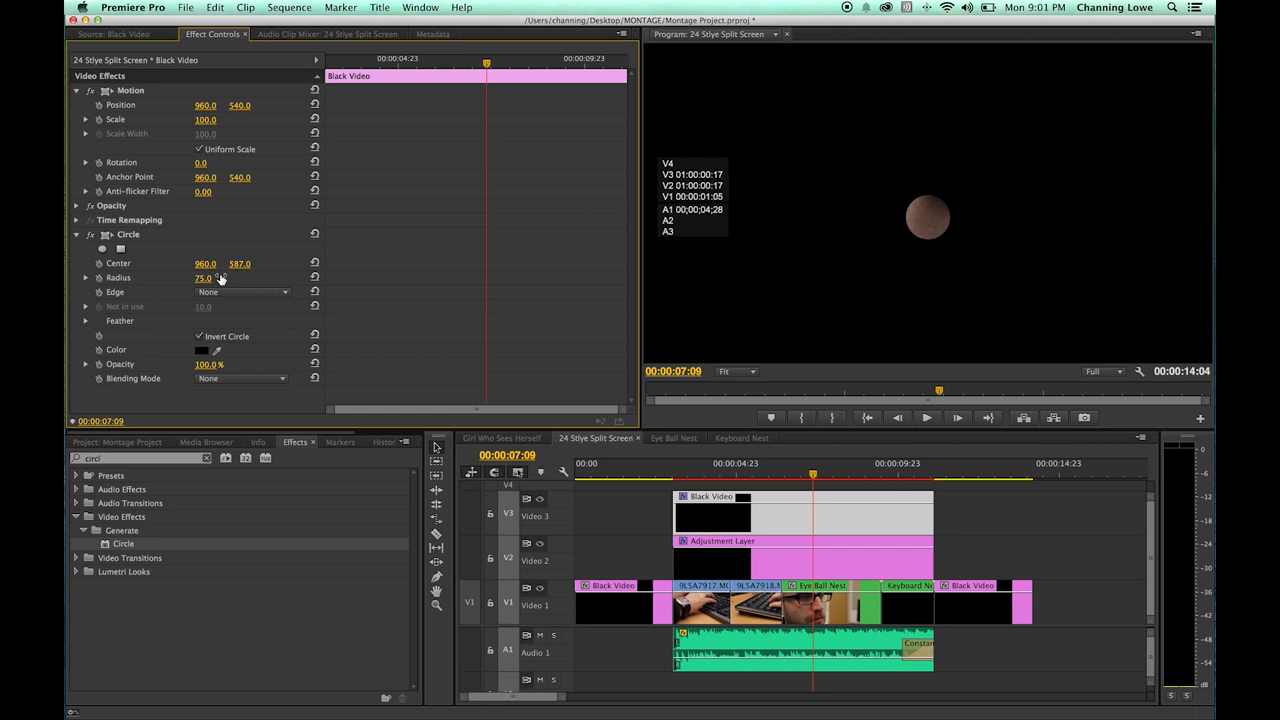 Premiere Pro File Edit Clip Sequence Marker Title Window Help Mon 9:01 PM Channing Lowe
/users/channing/Desktop/MONTAGE/Montage Project.prproj *
Source: Black Video Effect Controls Audio Clip Mixer: 24 Stlye Split Screen Metadata Program: 24 Stlye Split Screen
24 Stlye Split Screen * Black Video 00:00:04:23 00:00:09:23
Video Effects Black Video
fx Motion
Position 960.0 540.0
Scale 100.0
Scale Width 100.0
Uniform Scale
Rotation 0.0
Anchor Point 960.0 540.0
Anti-flicker Filter 0.00
fx Opacity
fx Time Remapping
fx Circle
Center 960.0 587.0
Radius 75.0
Edge None
Not in use 10.0
Feather
Invert Circle
Color
Opacity 100.0 %
Blending Mode None
00:00:07:09
V4
V3 01:00:00:17
V2 01:00:00:17
V1 00:00:01:05
A1 00;00;04;28
A2
A3
00:00:07:09 Fit Full 00:00:14:04
Project: Montage Project Media Browser Info Effects Markers Histor
circl
Presets
Audio Effects
Audio Transitions
Video Effects
Generate
Circle
Video Transitions
Lumetri Looks
Girl Who Sees Herself 24 Stlye Split Screen Eye Ball Nest Keyboard Nest
00:00:07:09 00:00 00:00:04:23 00:00:09:23 00:00:14:23
V4
V3 Video 3 fx Black Video
V2 Video 2 fx Adjustment Layer
V1 V1 Video 1 fx Black Video 9L5A7917.MO 9L5A7918.M fx Eye Ball Nest Keyboard Ne fx Black Video
A1 M S Audio 1 Constan
M S
0
-6
-12
-18
-24
-30
-36
-42
-48
-54
dB
S S